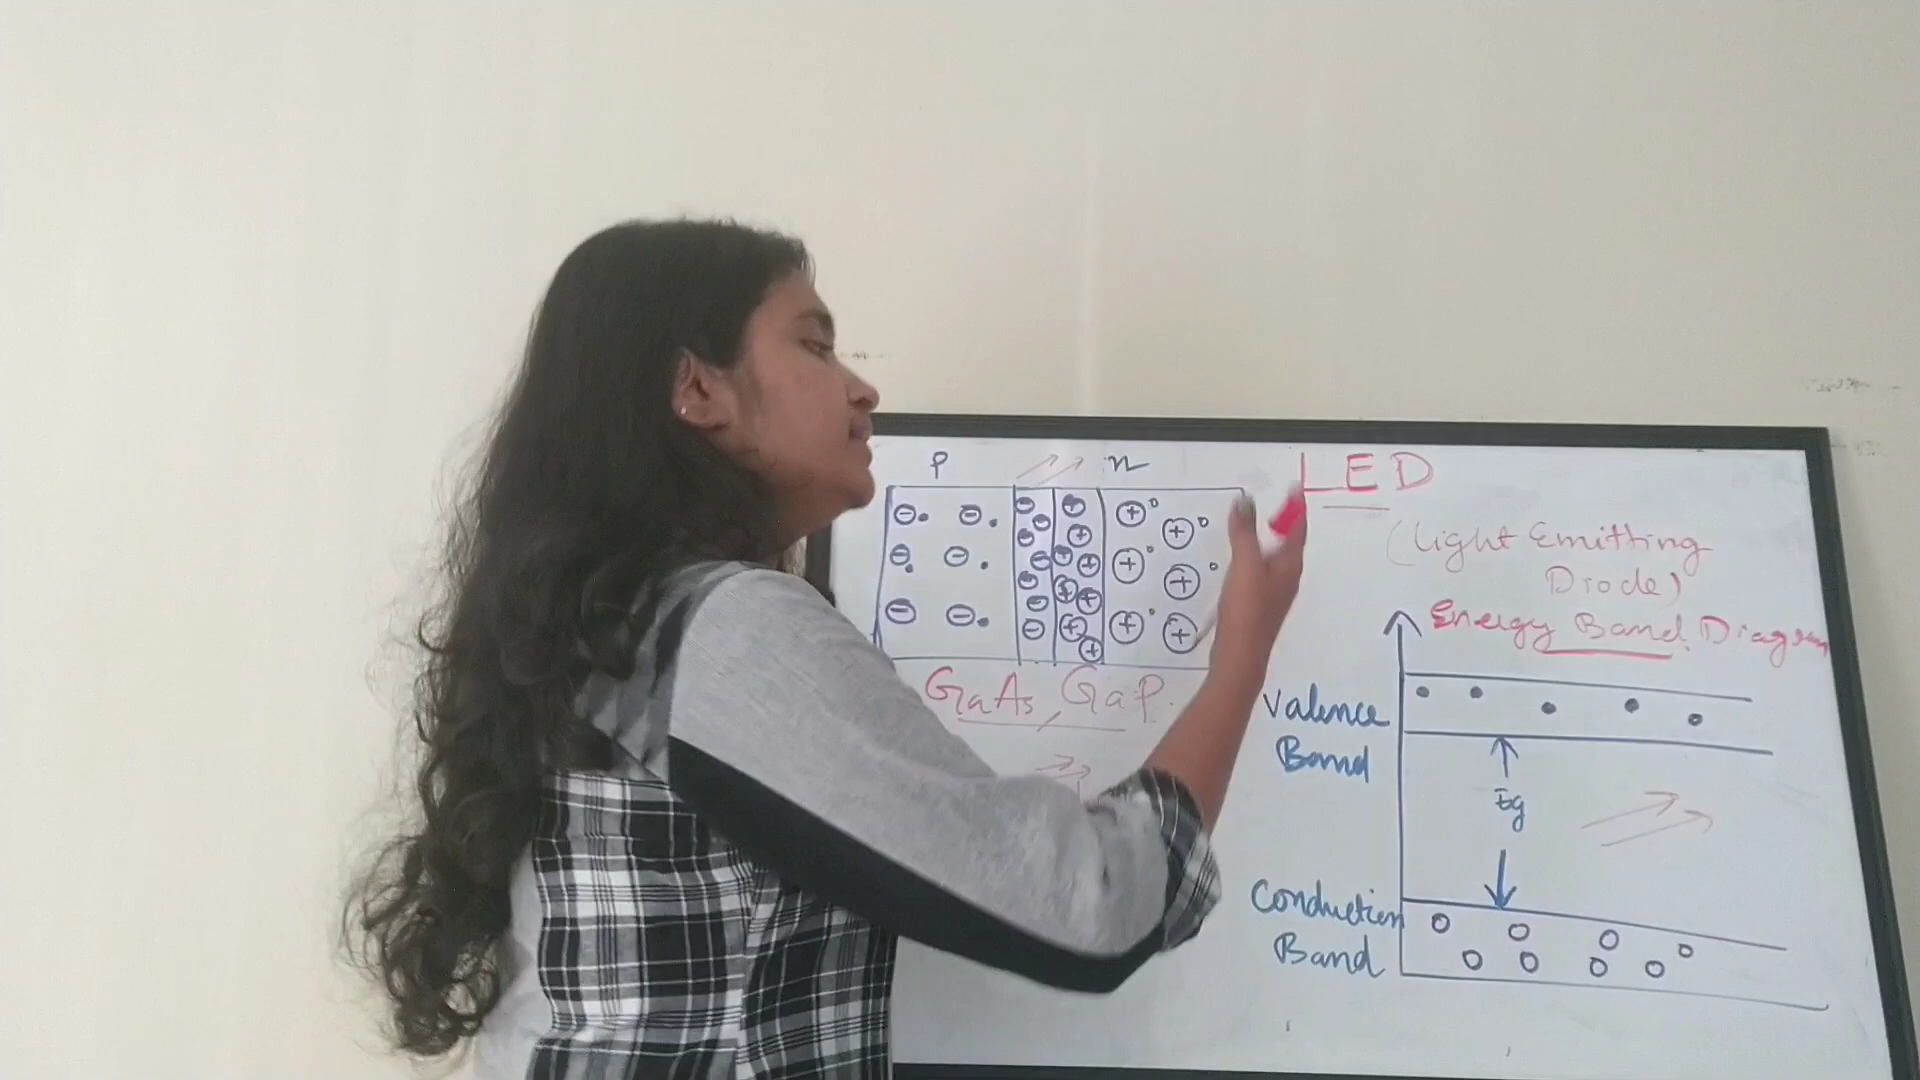 p n
GaAs, GaP.
LED
(Light Emitting
Diode)
Energy Band Diagram
Valence
Band
Eg
Conduction
Band